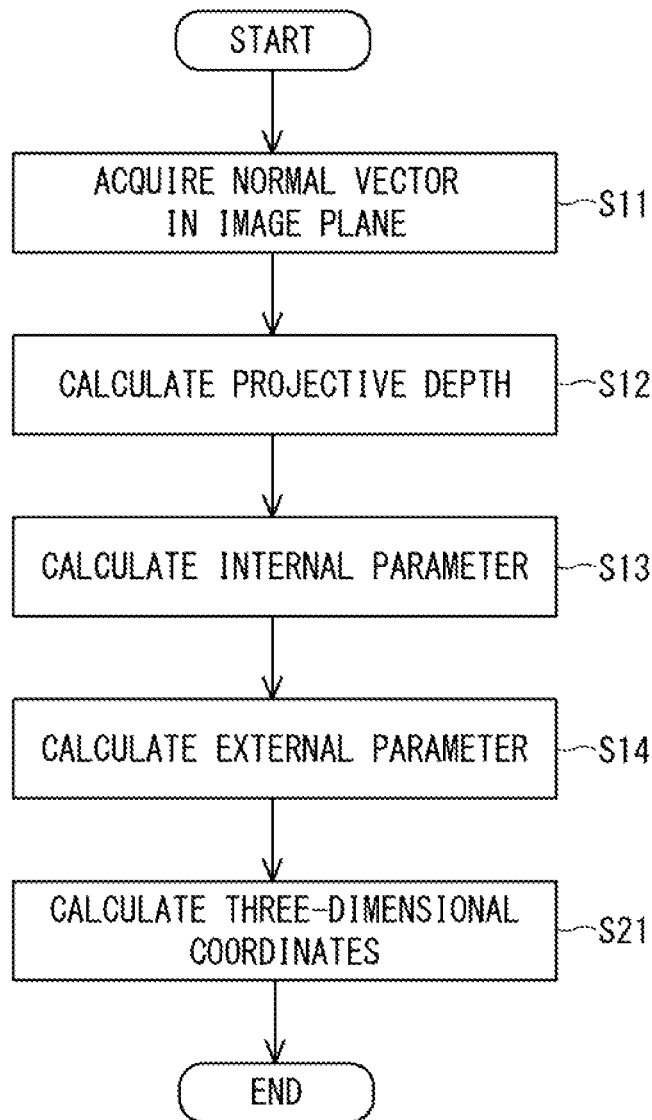 START
ACQUIRE NORMAL VECTOR
IN IMAGE PLANE
S11
CALCULATE PROJECTIVE DEPTH
S12
CALCULATE INTERNAL PARAMETER
S13
CALCULATE EXTERNAL PARAMETER
S14
CALCULATE THREE-DIMENSIONAL
COORDINATES
S21
END